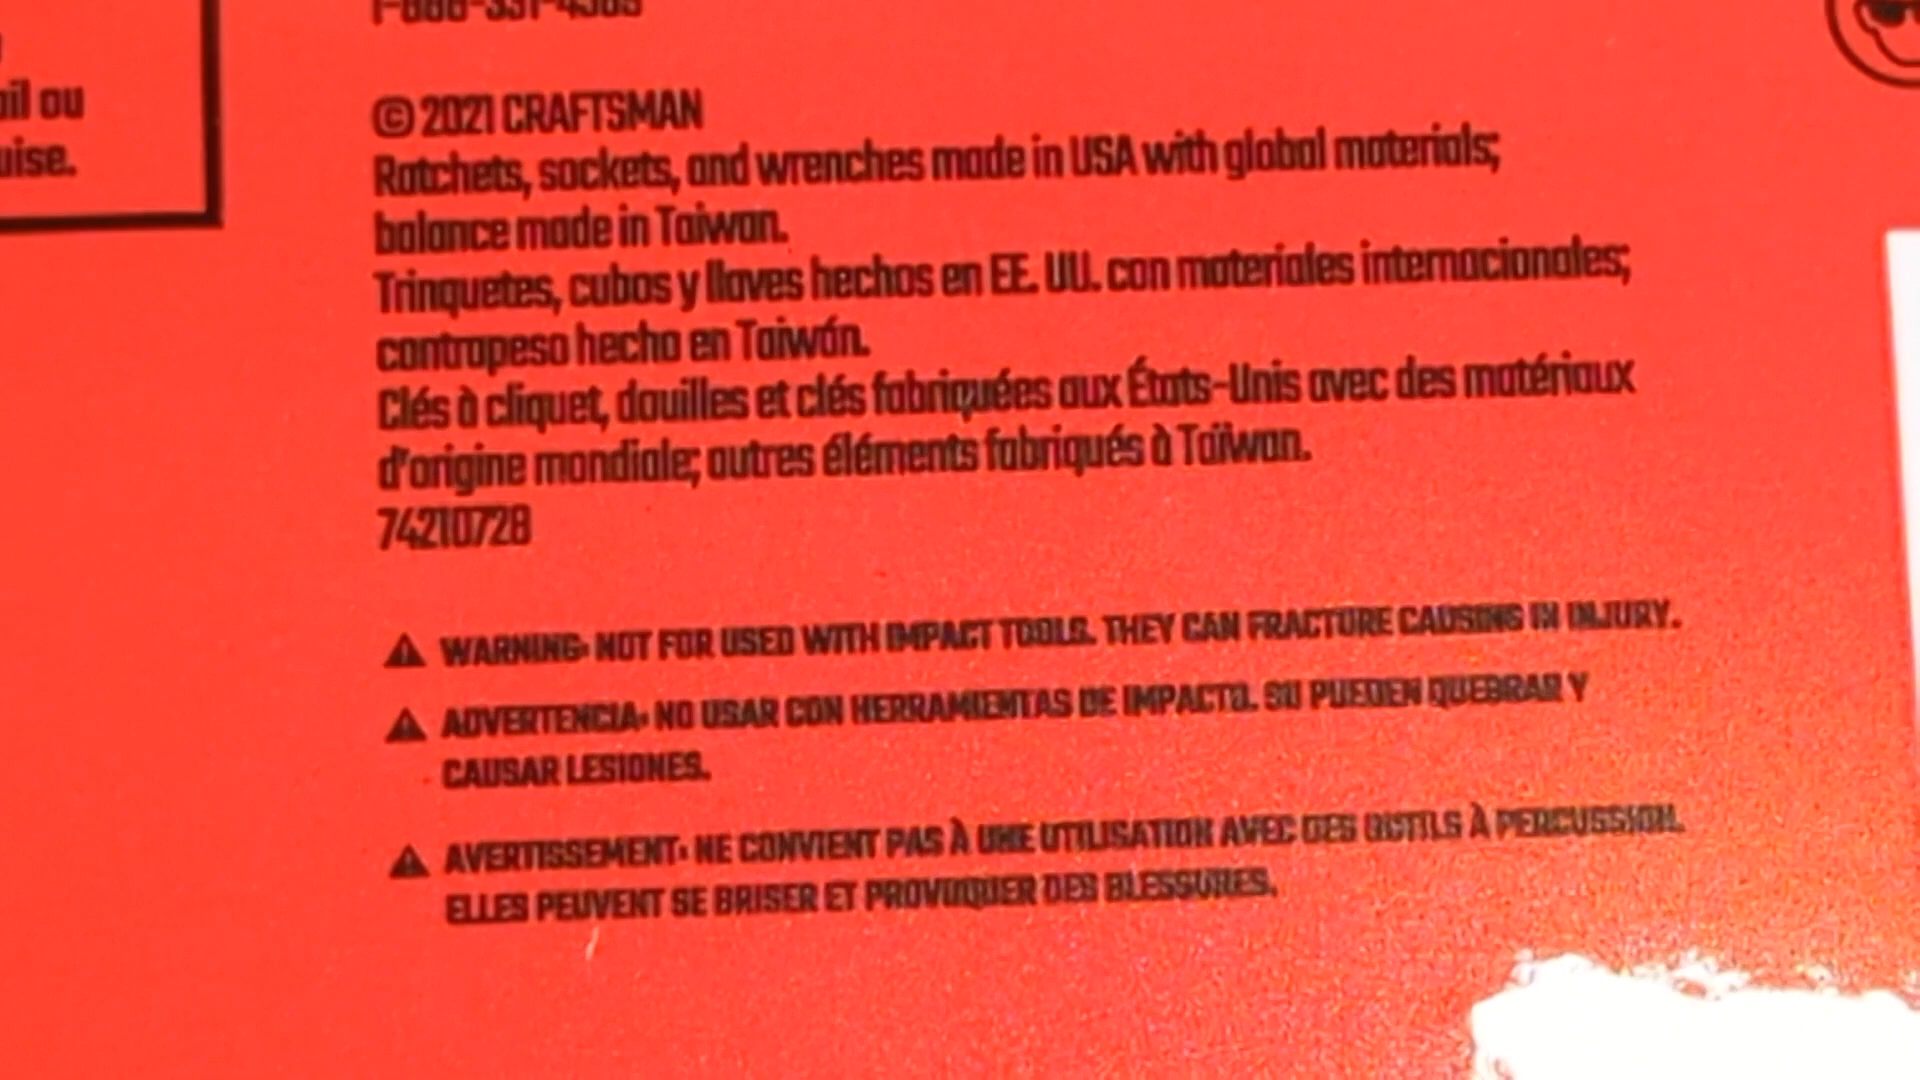 ail ou
uise.
© 2021 CRAFTSMAN
Ratchets, sockets, and wrenches made in USA with global materials;
balance made in Taiwan.
Trinquetes, cubos y llaves hechos en EE. UU. con materiales internacionales;
contrapeso hecho en Taiwán.
Clés à cliquet, douilles et clés fabriquées aux États-Unis avec des matériaux
d'origine mondiale; autres éléments fabriqués à Taïwan.
74210728
WARNING: NOT FOR USED WITH IMPACT TOOLS. THEY CAN FRACTURE CAUSING IN INJURY.
ADVERTENCIA: NO USAR CON HERRAMIENTAS DE IMPACTO. SU PUEDEN QUEBRAR Y
CAUSAR LESIONES.
AVERTISSEMENT: NE CONVIENT PAS À UNE UTILISATION AVEC DES OUTILS À PERCUSSION.
ELLES PEUVENT SE BRISER ET PROVOQUER DES BLESSURES.